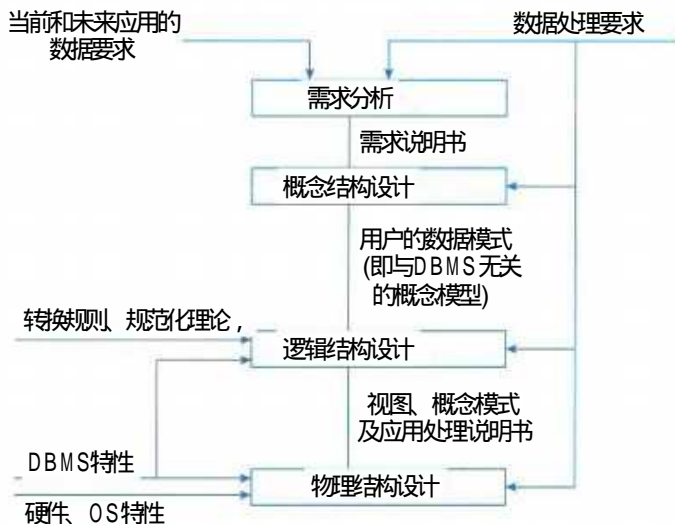 当前和未来应用的
数据要求
数据处理要求
需求分析
需求说明书
概念结构设计
用户的数据模式
(即与DBMS无关
的概念模型)
转换规则、规范化理论,
逻辑结构设计
视图、概念模式
及应用处理说明书
DBMS特性
物理结构设计
硬件、OS特性